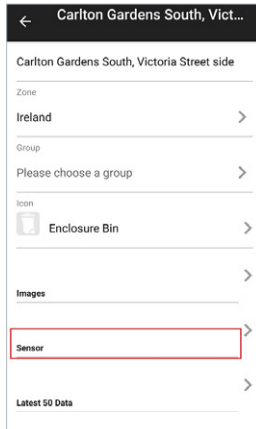 Carlton Gardens South, Vict...
Carlton Gardens South, Victoria Street side
Zone
Ireland
Group
Please choose a group
Icon
Enclosure Bin
Images
Sensor
Latest 50 Data